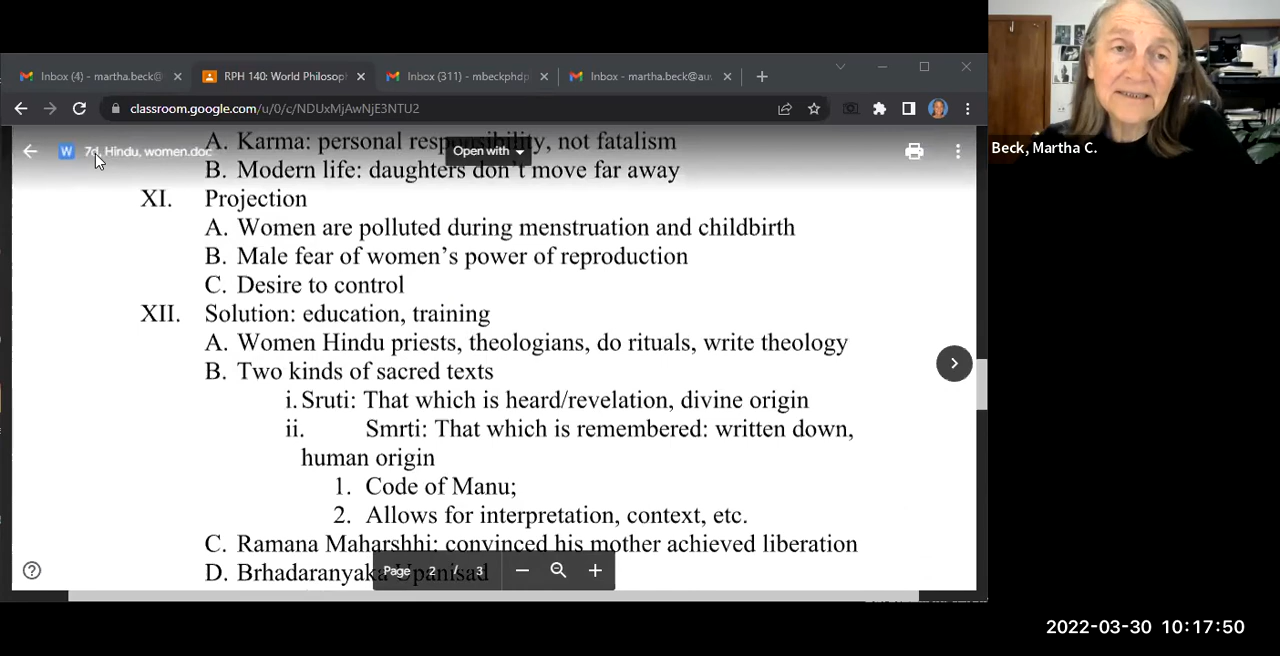 Inbox (4) - martha.beck@
RPH 140: World Philosop
Inbox (311) - mbeckphdp
Inbox - martha.beck@au
classroom.google.com/u/0/c/NDUxMjAwNjE3NTU2
7d, Hindu, women.doc
Open with
A. Karma: personal responsibility, not fatalism
B. Modern life: daughters don't move far away
XI. Projection
A. Women are polluted during menstruation and childbirth
B. Male fear of women's power of reproduction
C. Desire to control
XII. Solution: education, training
A. Women Hindu priests, theologians, do rituals, write theology
B. Two kinds of sacred texts
i. Sruti: That which is heard/revelation, divine origin
ii. Smrti: That which is remembered: written down,
human origin
1. Code of Manu;
2. Allows for interpretation, context, etc.
C. Ramana Maharshhi: convinced his mother achieved liberation
D. Brhadaranyaka Upanisad
Page 2 / 3
Beck, Martha C.
2022-03-30 10:17:50